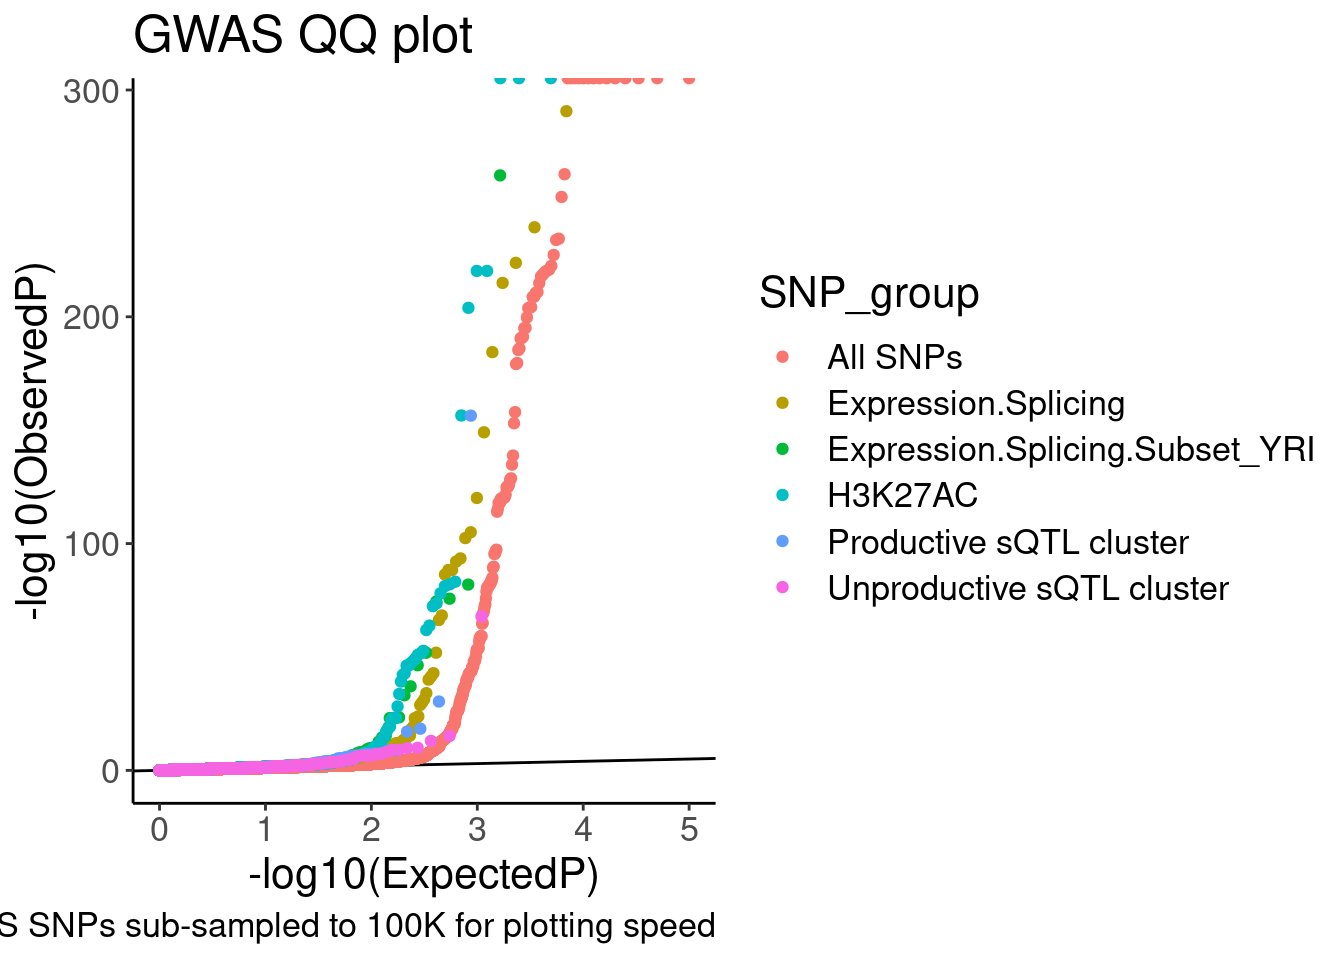 GWAS QQ plot
300
200
100
0
-log10(ObservedP)
0 1 2 3 4 5
-log10(ExpectedP)
S SNPs sub-sampled to 100K for plotting speed
SNP_group
All SNPs
Expression.Splicing
Expression.Splicing.Subset_YRI
H3K27AC
Productive sQTL cluster
Unproductive sQTL cluster